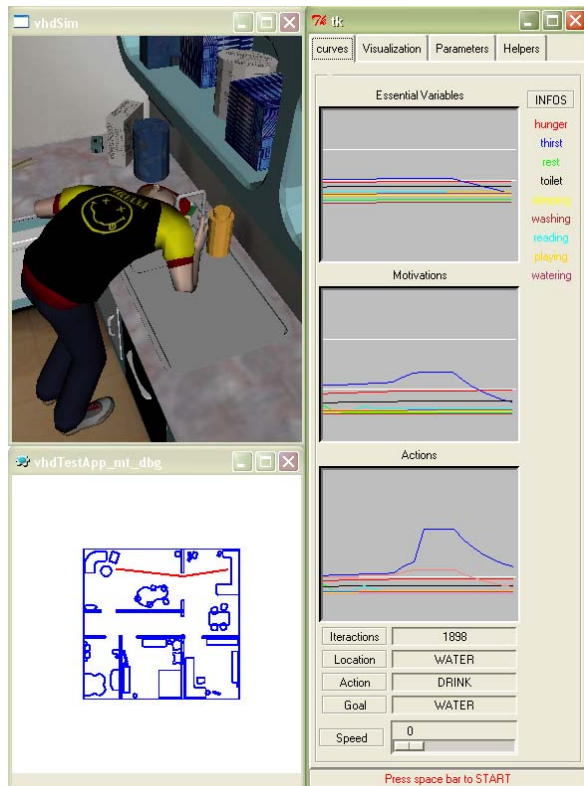 vhdSim
tk
curves
Visualization
Parameters
Helpers
Essential Variables
INFOS
hunger
thirst
rest
toilet
washing
reading
playing
watering
Motivations
Actions
vhdTestApp_mt_dbg
Iteractions 1898
Location WATER
Action DRINK
Goal WATER
Speed 0
Press space bar to START